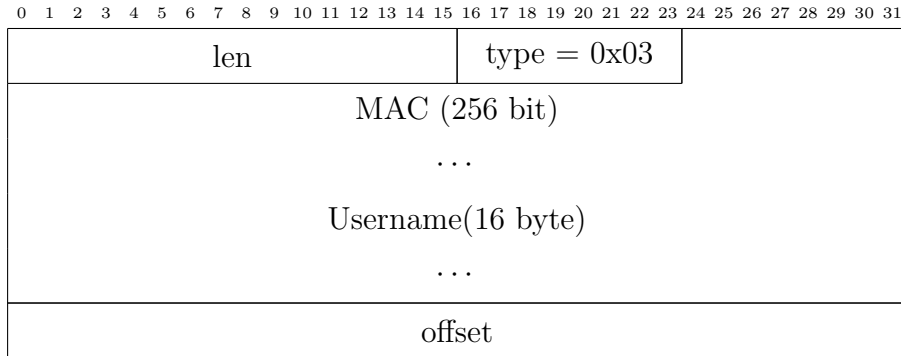 0 1 2 3 4 5 6 7 8 9 10 11 12 13 14 15 16 17 18 19 20 21 22 23 24 25 26 27 28 29 30 31
len type = 0x03
MAC (256 bit)
...
Username(16 byte)
...
offset